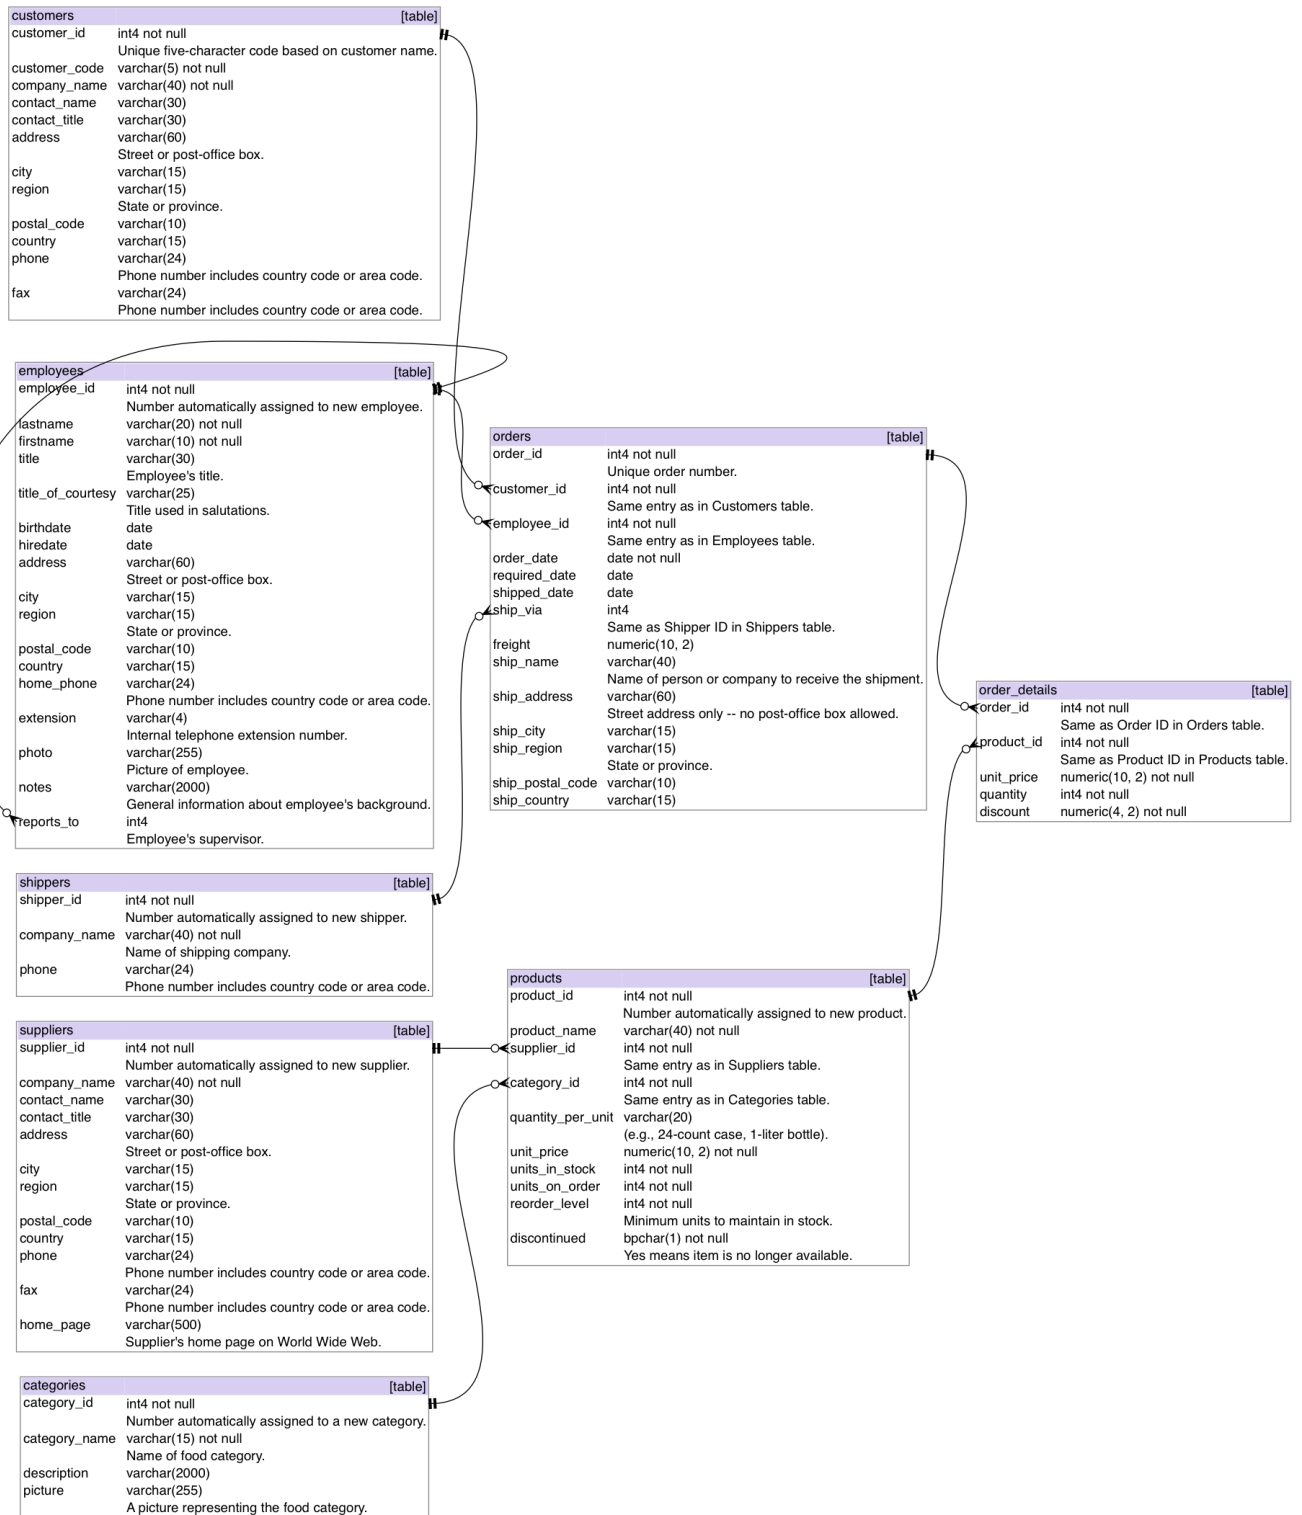 customers [table]
customer_id int4 not null
Unique five-character code based on customer name.
customer_code varchar(5) not null
company_name varchar(40) not null
contact_name varchar(30)
contact_title varchar(30)
address varchar(60)
Street or post-office box.
city varchar(15)
region varchar(15)
State or province.
postal_code varchar(10)
country varchar(15)
phone varchar(24)
Phone number includes country code or area code.
fax varchar(24)
Phone number includes country code or area code.
employees [table]
employee_id int4 not null
Number automatically assigned to new employee.
lastname varchar(20) not null
firstname varchar(10) not null
title varchar(30)
Employee's title.
title_of_courtesy varchar(25)
Title used in salutations.
birthdate date
hiredate date
address varchar(60)
Street or post-office box.
city varchar(15)
region varchar(15)
State or province.
postal_code varchar(10)
country varchar(15)
home_phone varchar(24)
Phone number includes country code or area code.
extension varchar(4)
Internal telephone extension number.
photo varchar(255)
Picture of employee.
notes varchar(2000)
General information about employee's background.
reports_to int4
Employee's supervisor.
orders [table]
order_id int4 not null
Unique order number.
customer_id int4 not null
Same entry as in Customers table.
employee_id int4 not null
Same entry as in Employees table.
order_date date not null
required_date date
shipped_date date
ship_via int4
Same as Shipper ID in Shippers table.
freight numeric(10, 2)
ship_name varchar(40)
Name of person or company to receive the shipment.
ship_address varchar(60)
Street address only -- no post-office box allowed.
ship_city varchar(15)
ship_region varchar(15)
State or province.
ship_postal_code varchar(10)
ship_country varchar(15)
order_details [table]
order_id int4 not null
Same as Order ID in Orders table.
product_id int4 not null
Same as Product ID in Products table.
unit_price numeric(10, 2) not null
quantity int4 not null
discount numeric(4, 2) not null
shippers [table]
shipper_id int4 not null
Number automatically assigned to new shipper.
company_name varchar(40) not null
Name of shipping company.
phone varchar(24)
Phone number includes country code or area code.
products [table]
product_id int4 not null
Number automatically assigned to new product.
product_name varchar(40) not null
supplier_id int4 not null
Same entry as in Suppliers table.
category_id int4 not null
Same entry as in Categories table.
quantity_per_unit varchar(20)
(e.g., 24-count case, 1-liter bottle).
unit_price numeric(10, 2) not null
units_in_stock int4 not null
units_on_order int4 not null
reorder_level int4 not null
Minimum units to maintain in stock.
discontinued bpchar(1) not null
Yes means item is no longer available.
suppliers [table]
supplier_id int4 not null
Number automatically assigned to new supplier.
company_name varchar(40) not null
contact_name varchar(30)
contact_title varchar(30)
address varchar(60)
Street or post-office box.
city varchar(15)
region varchar(15)
State or province.
postal_code varchar(10)
country varchar(15)
phone varchar(24)
Phone number includes country code or area code.
fax varchar(24)
Phone number includes country code or area code.
home_page varchar(500)
Supplier's home page on World Wide Web.
categories [table]
category_id int4 not null
Number automatically assigned to a new category.
category_name varchar(15) not null
Name of food category.
description varchar(2000)
picture varchar(255)
A picture representing the food category.